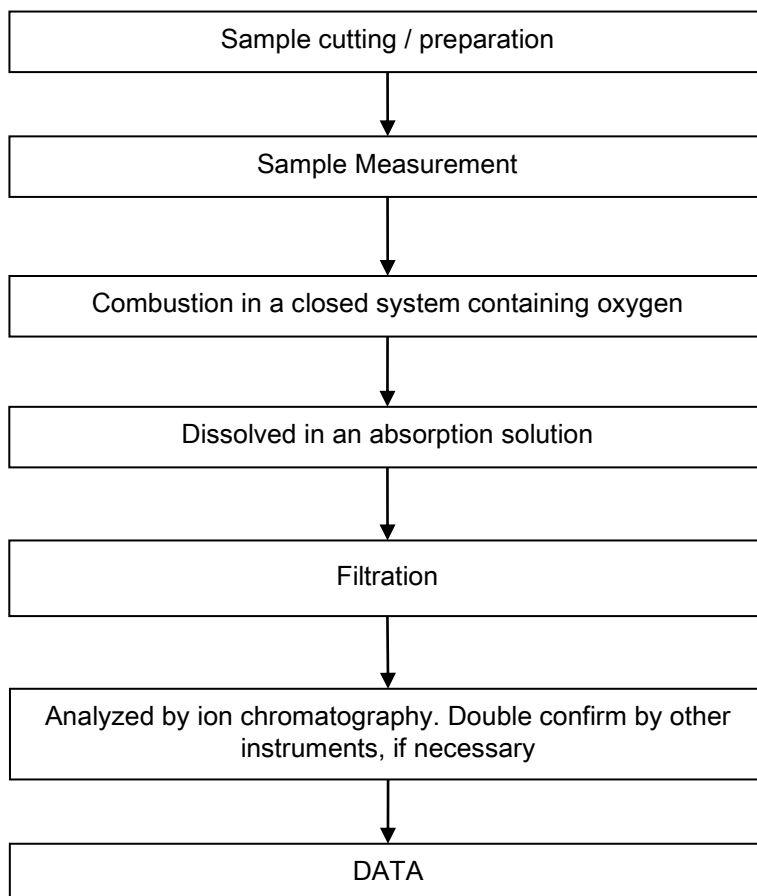 Sample cutting / preparation
Sample Measurement
Combustion in a closed system containing oxygen
Dissolved in an absorption solution
Filtration
Analyzed by ion chromatography. Double confirm by other
instruments, if necessary
DATA